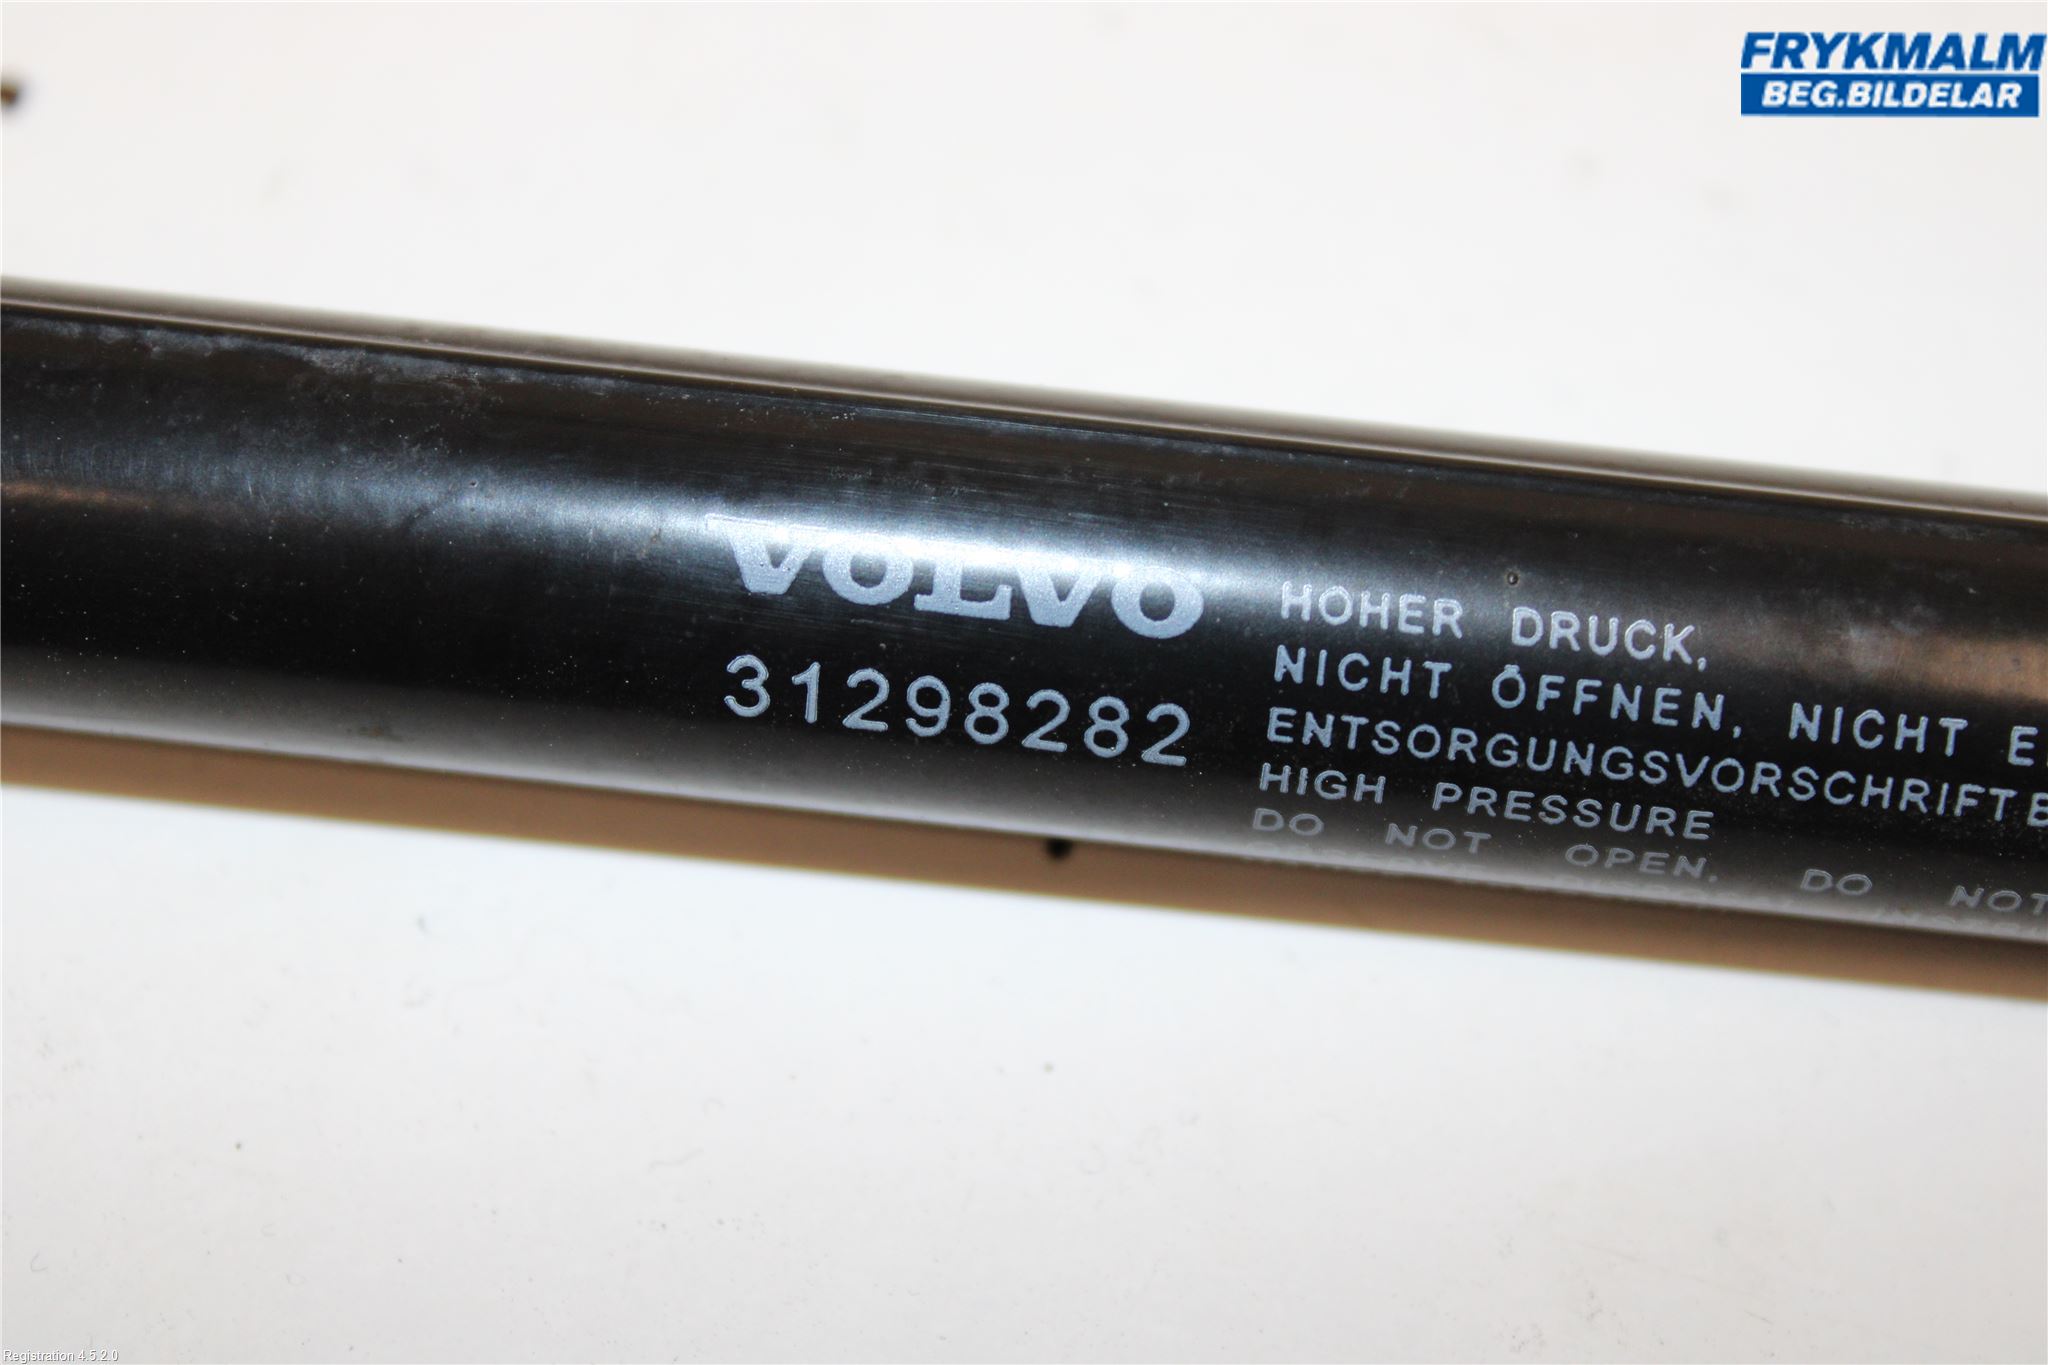 FRYKMALM
BEG.BILDELAR
VOLVO
31298282
HOHER DRUCK,
NICHT ÖFFNEN, NICHT
ENTSORGUNGSVORSCHRIFT
HIGH PRESSURE
DO NOT OPEN. DO NOT
Registration 4.5.2.0